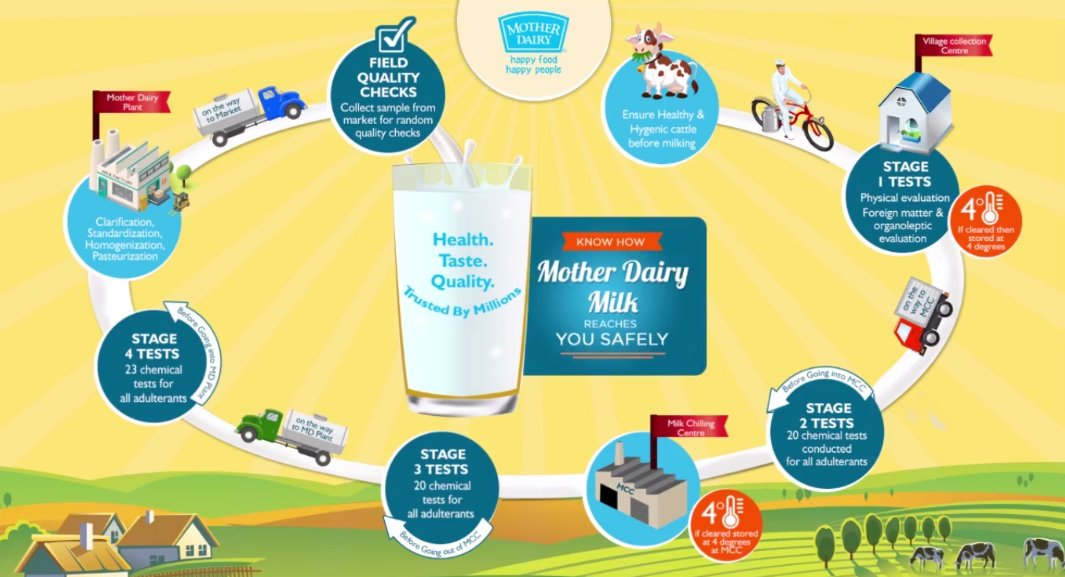 MOTHER
DAIRY
happy food
happy people
Ensure Healthy &
Hygenic cattle
before milking
Village collection
Centre
STAGE
1 TESTS
Physical evaluation
Foreign matter &
organoleptic
evaluation
4°
If cleared then
stored at
4 degrees
on the
way to
MCC
Before Going into MCC
STAGE
2 TESTS
20 chemical tests
conducted
for all adulterants
Milk Chilling
Centre
MCC
4°
if cleared stored
at 4 degrees
at MCC
STAGE
3 TESTS
20 chemical
tests for
all adulterants
Before Going out of MCC
on the way
to MD Plant
Before Going into MD Plant
STAGE
4 TESTS
23 chemical
tests for
all adulterants
Mother Dairy
Plant
Clarification,
Standardization,
Homogenization,
Pasteurization
on the way
to Market
FIELD
QUALITY
CHECKS
Collect sample from
market for random
quality checks
Health.
Taste.
Quality.
Trusted By Millions
KNOW HOW
Mother Dairy
Milk
REACHES
YOU SAFELY